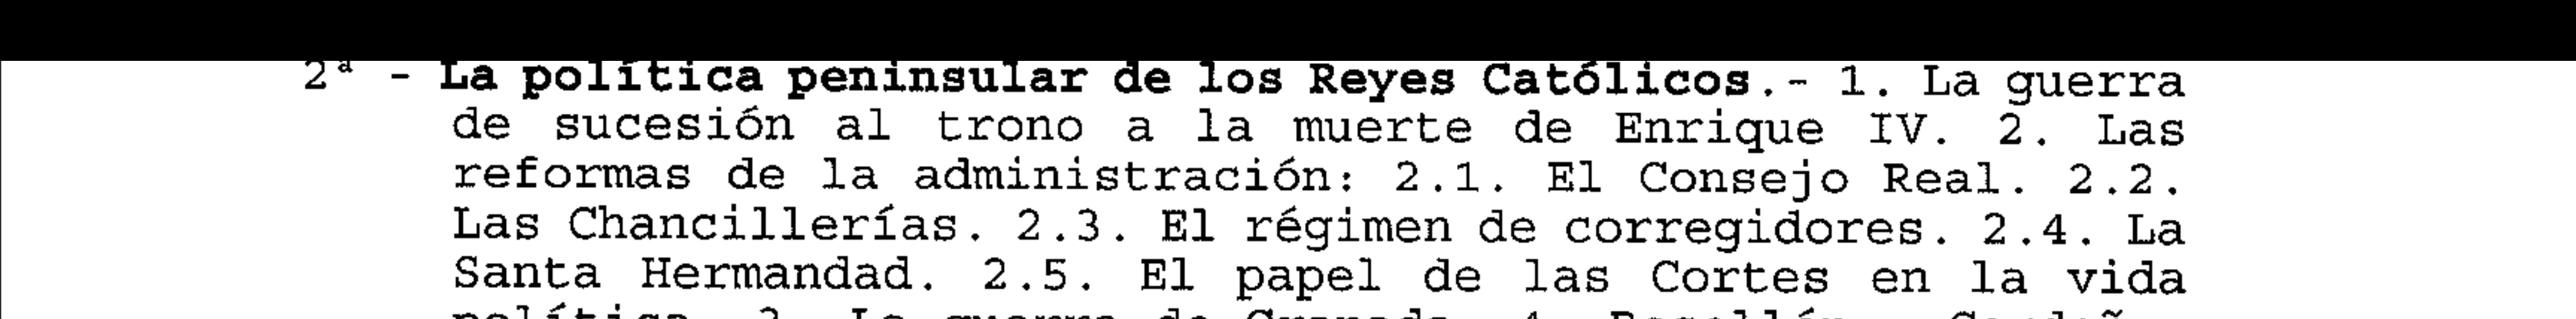 2ª - La política peninsular de los Reyes Católicos.- 1. La guerra
de sucesión al trono a la muerte de Enrique IV. 2. Las
reformas de la administración: 2.1. El Consejo Real. 2.2.
Las Chancillerías. 2.3. El régimen de corregidores. 2.4. La
Santa Hermandad. 2.5. El papel de las Cortes en la vida